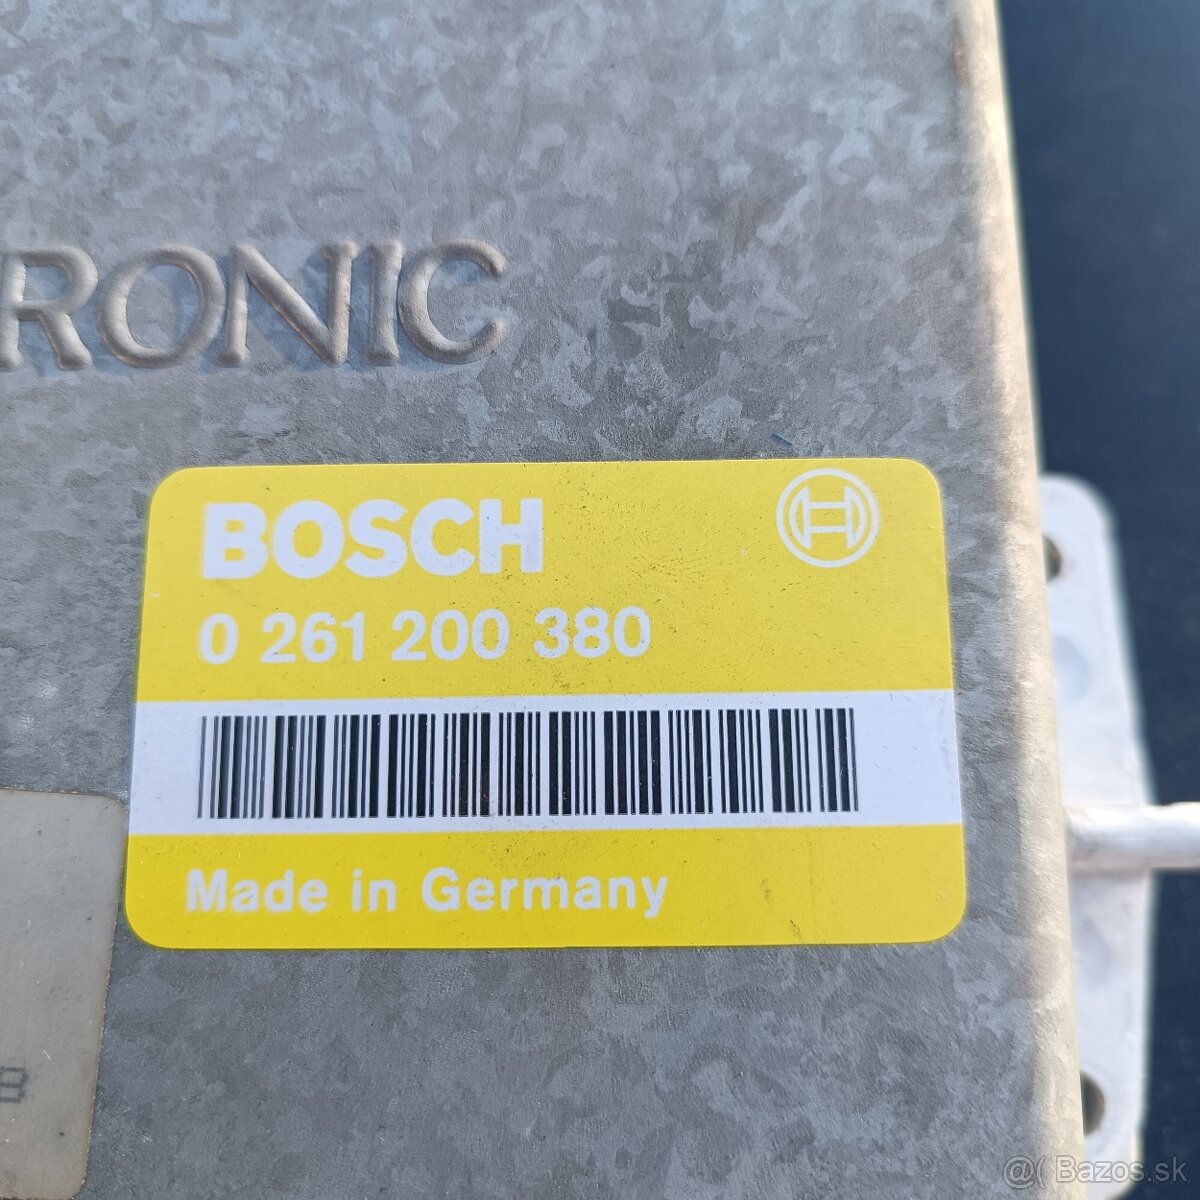 RONIC
BOSCH
0 261 200 380
Made in Germany
B
@( Bazos.sk